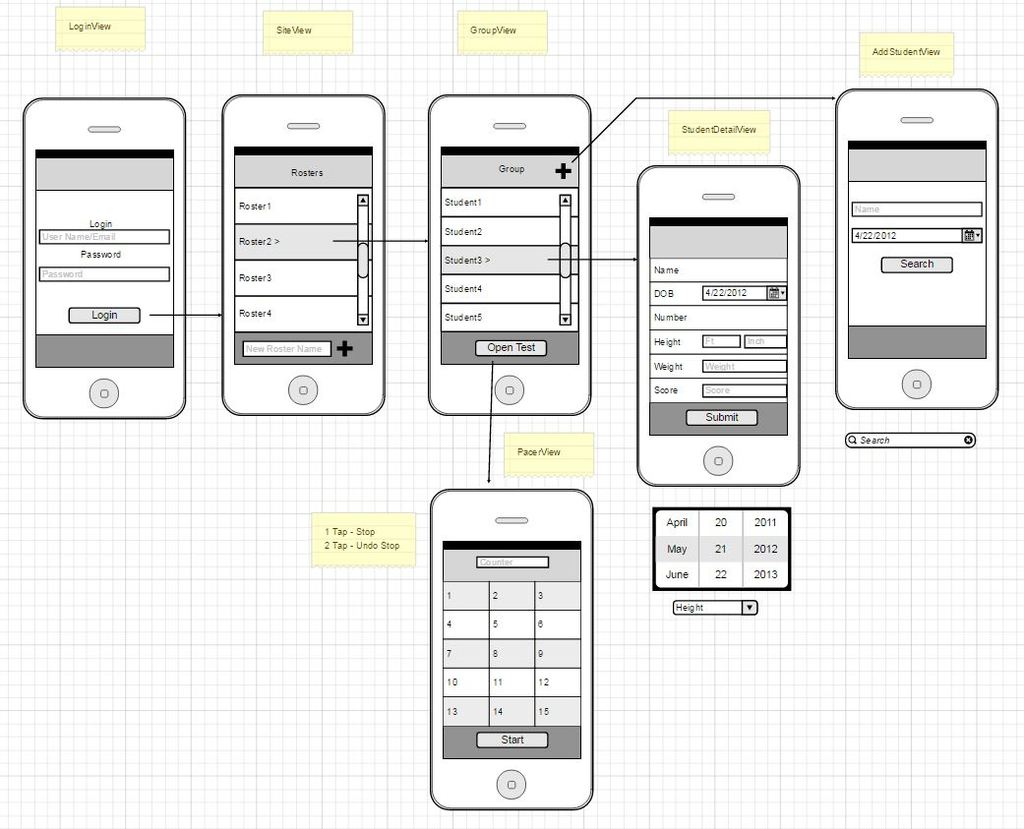 LoginView
SiteView
GroupView
AddStudentView
StudentDetailView
Login
User Name/Email
Password
Password
Login
Rosters
Roster1
Roster2 >
Roster3
Roster4
New Roster Name
Group
Student1
Student2
Student3 >
Student4
Student5
Open Test
Name
DOB 4/22/2012
Number
Height Ft Inch
Weight Weight
Score Score
Submit
Name
4/22/2012
Search
Search
PacerView
1 Tap - Stop
2 Tap - Undo Stop
Counter
1 2 3
4 5 6
7 8 9
10 11 12
13 14 15
Start
April 20 2011
May 21 2012
June 22 2013
Height